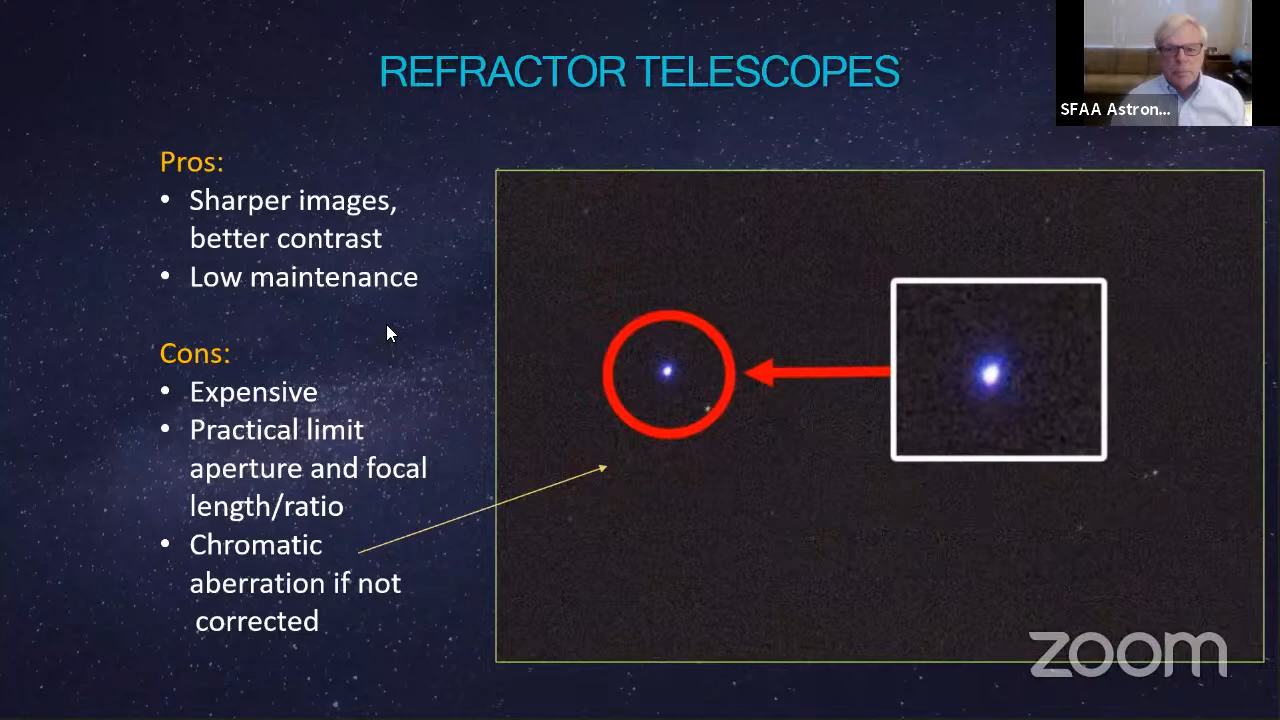 REFRACTOR TELESCOPES
SFAA Astron...
Pros:
• Sharper images,
better contrast
• Low maintenance
Cons:
• Expensive
• Practical limit
aperture and focal
length/ratio
• Chromatic
aberration if not
corrected
zoom